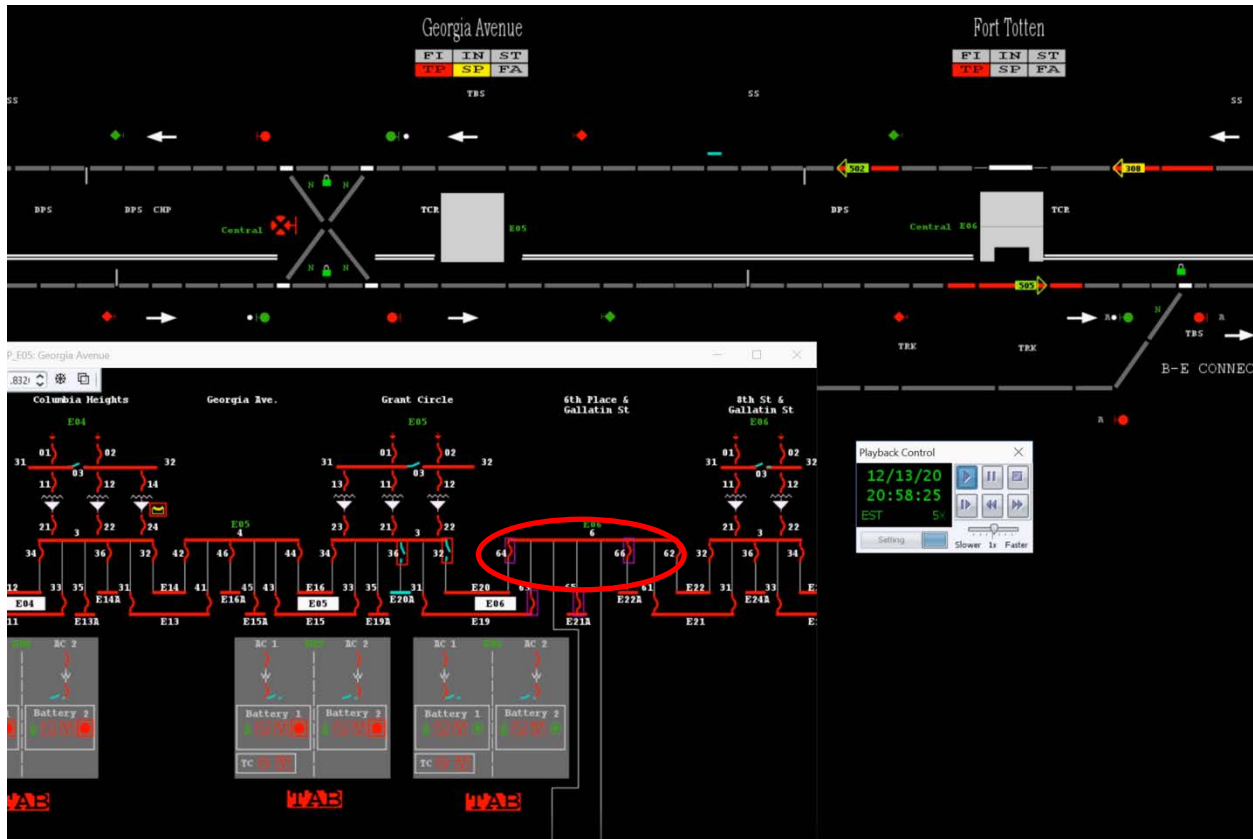 Georgia Avenue Fort Totten
FI IN ST FI IN ST
TP SP FA TP SP FA
SS TBS SS SS
502 308
N N
DPS DPS CHP TCR DPS TCR
Central E05 Central E06
N N
505
N
A A
TRK TRK TBS
B-E CONNEC
P_E05: Georgia Avenue
.832
Columbia Heights Georgia Ave. Grant Circle 6th Place & Gallatin St 8th St & Gallatin St
E04 E05 E06
01 02 01 02 01 02
31 03 32 31 03 32 31 03 32
11 12 14 13 11 12 11 12
21 22 24 23 21 22 21 22
E05 E06
3 4 3 6 3
34 36 32 42 46 44 34 36 32 64 66 62 32 36 34
12 33 35 31 E14 41 45 43 E16 33 35 31 E20 63 65 61 E22 31 33 35
E04 E14A E16A E05 E20A E06 E22A E24A
11 E13A E13 E15A E15 E19A E19 E21A E21
AC 2 AC 1 AC 2 AC 1 AC 2
Battery 2 Battery 1 Battery 2 Battery 1 Battery 2
TC TC
TAB TAB TAB
Playback Control
12/13/20
20:58:25
EST 5x
Setting
Slower 1x Faster